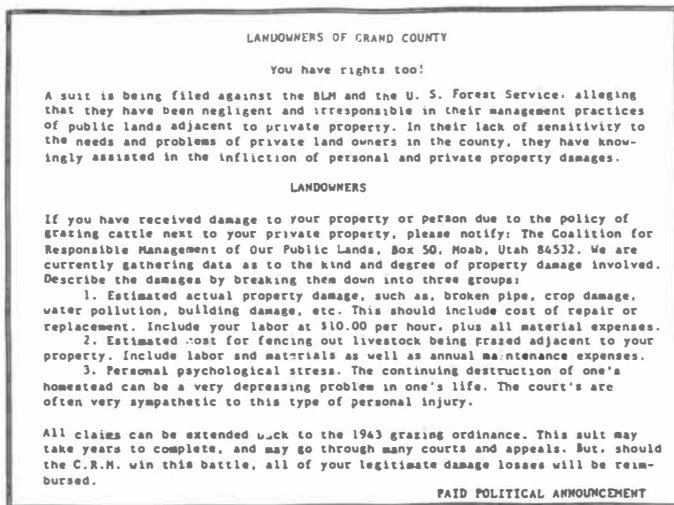 LANDOWNERS OF GRAND COUNTY
You have rights too!
A suit is being filed against the BLM and the U. S. Forest Service, alleging
that they have been negligent and irresponsible in their management practices
of public lands adjacent to private property. In their lack of sensitivity to
the needs and problems of private land owners in the county, they have know-
ingly assisted in the infliction of personal and private property damages.
LANDOWNERS
If you have received damage to your property or person due to the policy of
grazing cattle next to your private property, please notify: The Coalition for
Responsible Management of Our Public Lands, Box 50, Moab, Utah 84532. We are
currently gathering data as to the kind and degree of property damage involved.
Describe the damages by breaking them down into three groups:
1. Estimated actual property damage, such as, broken pipe, crop damage,
water pollution, building damage, etc. This should include cost of repair or
replacement. Include your labor at $10.00 per hour, plus all material expenses.
2. Estimated cost for fencing out livestock being grazed adjacent to your
property. Include labor and materials as well as annual maintenance expenses.
3. Personal psychological stress. The continuing destruction of one's
homestead can be a very depressing problem in one's life. The court's are
often very sympathetic to this type of personal injury.
All claims can be extended back to the 1943 grazing ordinance. This suit may
take years to complete, and may go through many courts and appeals. But, should
the C.R.M. win this battle, all of your legitimate damage losses will be reim-
bursed.
PAID POLITICAL ANNOUNCEMENT